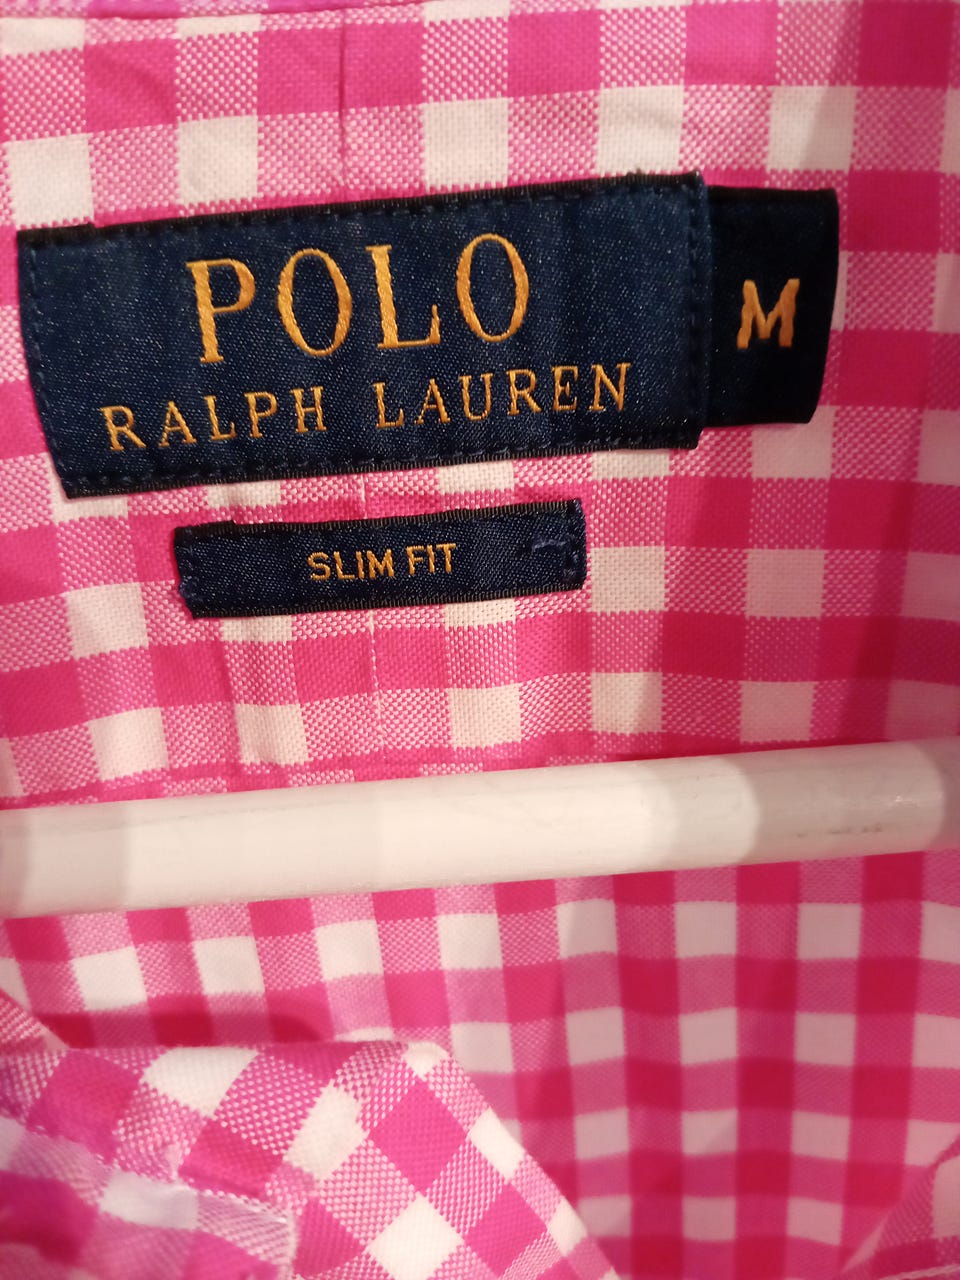 POLO
RALPH LAUREN
M
SLIM FIT